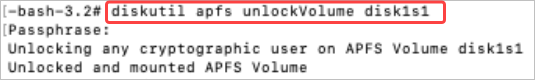 [-bash-3.2# diskutil apfs unlockVolume disk1s1
[Passphrase:
Unlocking any cryptographic user on APFS Volume disk1s1
Unlocked and mounted APFS Volume